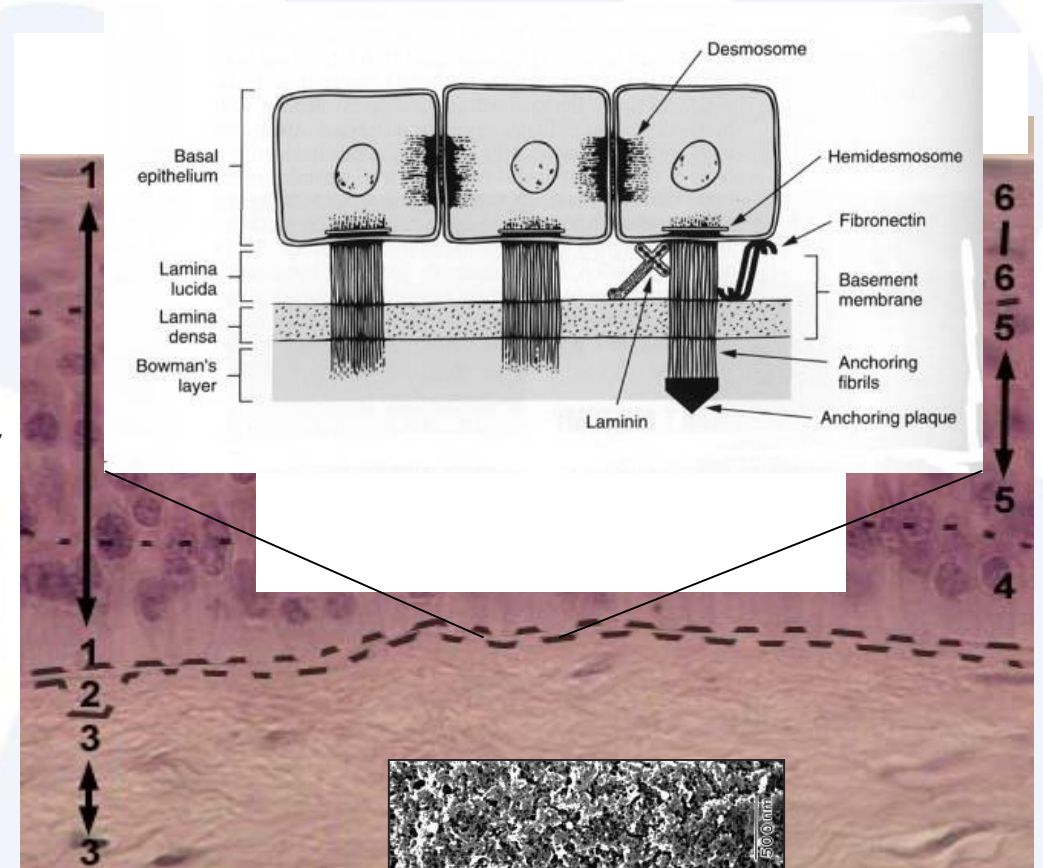 Desmosome
Basal
epithelium
Hemidesmosome
Fibronectin
Lamina
lucida
Basement
membrane
Lamina
densa
Bowman's
layer
Anchoring
fibrils
Laminin
Anchoring plaque
1
1
2
3
3
6
6
5
5
4
500nm